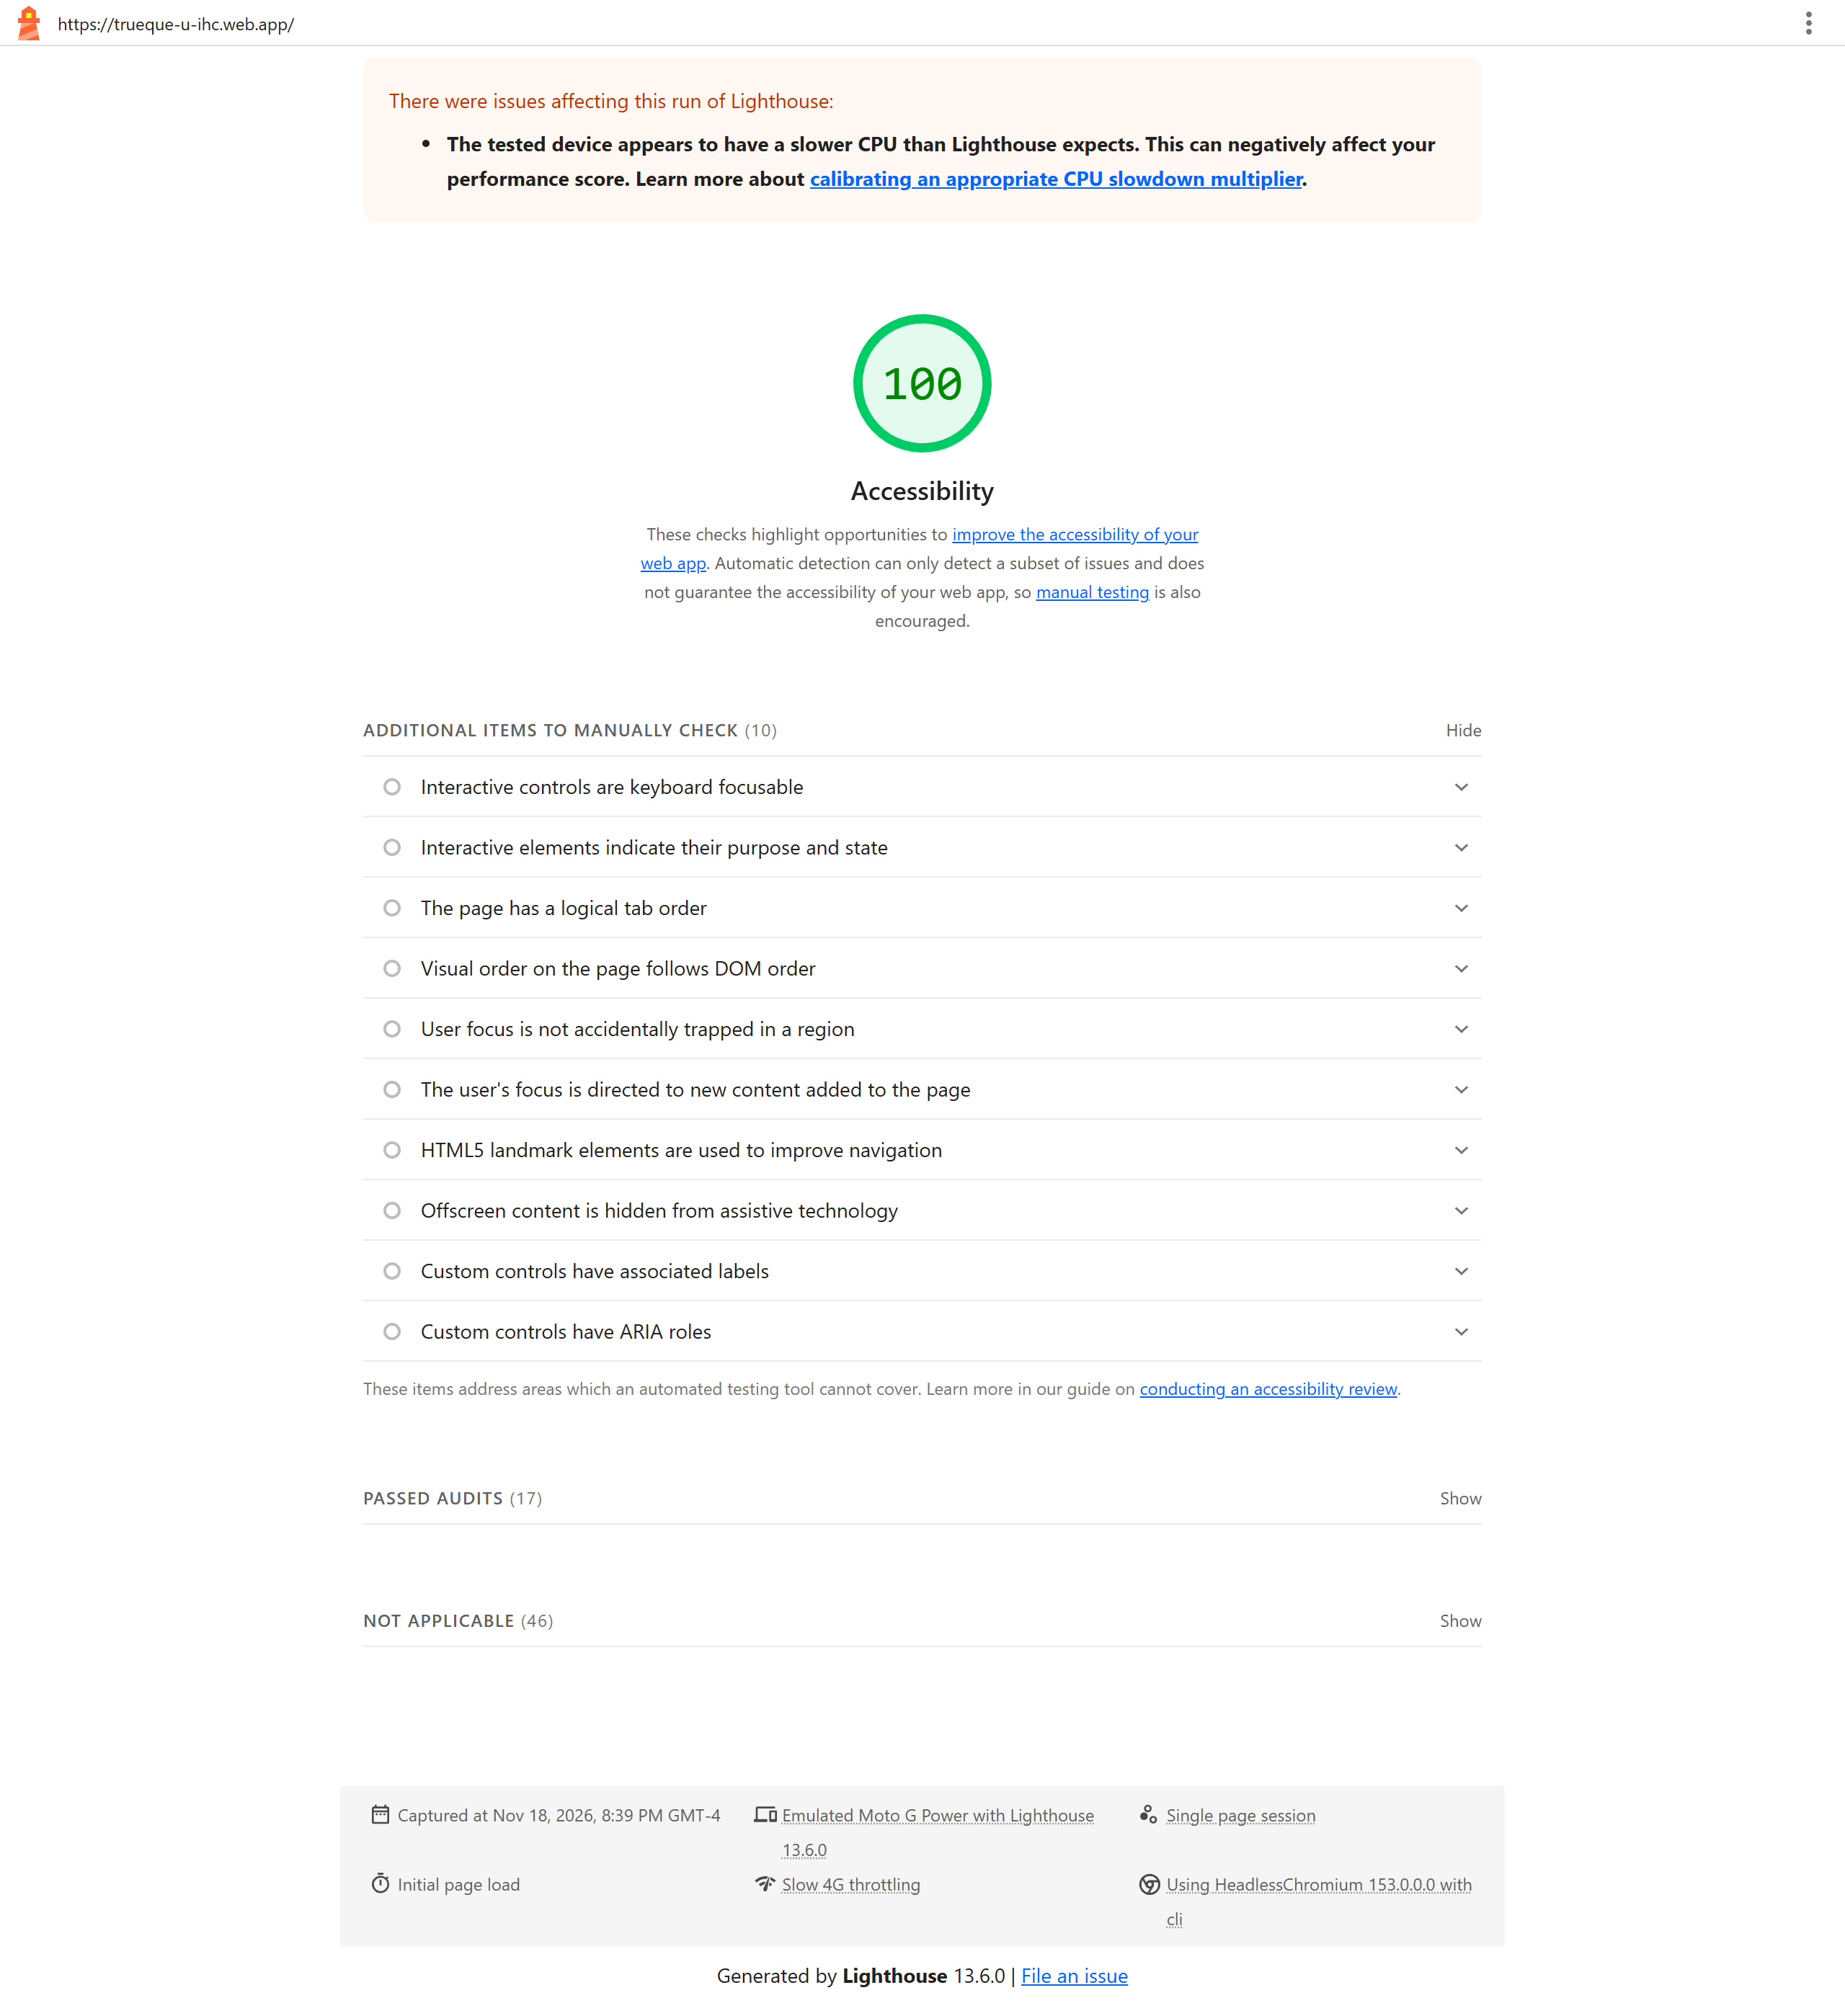 https://trueque-u-ihc.web.app/
There were issues affecting this run of Lighthouse:
The tested device appears to have a slower CPU than Lighthouse expects. This can negatively affect your
performance score. Learn more about calibrating an appropriate CPU slowdown multiplier.
100
Accessibility
These checks highlight opportunities to improve the accessibility of your
web app. Automatic detection can only detect a subset of issues and does
not guarantee the accessibility of your web app, so manual testing is also
encouraged.
ADDITIONAL ITEMS TO MANUALLY CHECK (10) Hide
Interactive controls are keyboard focusable
Interactive elements indicate their purpose and state
The page has a logical tab order
Visual order on the page follows DOM order
User focus is not accidentally trapped in a region
The user's focus is directed to new content added to the page
HTML5 landmark elements are used to improve navigation
Offscreen content is hidden from assistive technology
Custom controls have associated labels
Custom controls have ARIA roles
These items address areas which an automated testing tool cannot cover. Learn more in our guide on conducting an accessibility review.
PASSED AUDITS (17) Show
NOT APPLICABLE (46) Show
Captured at Nov 18, 2026, 8:39 PM GMT-4
Emulated Moto G Power with Lighthouse
13.6.0
Single page session
Initial page load
Slow 4G throttling
Using HeadlessChromium 153.0.0.0 with
cli
Generated by Lighthouse 13.6.0 | File an issue